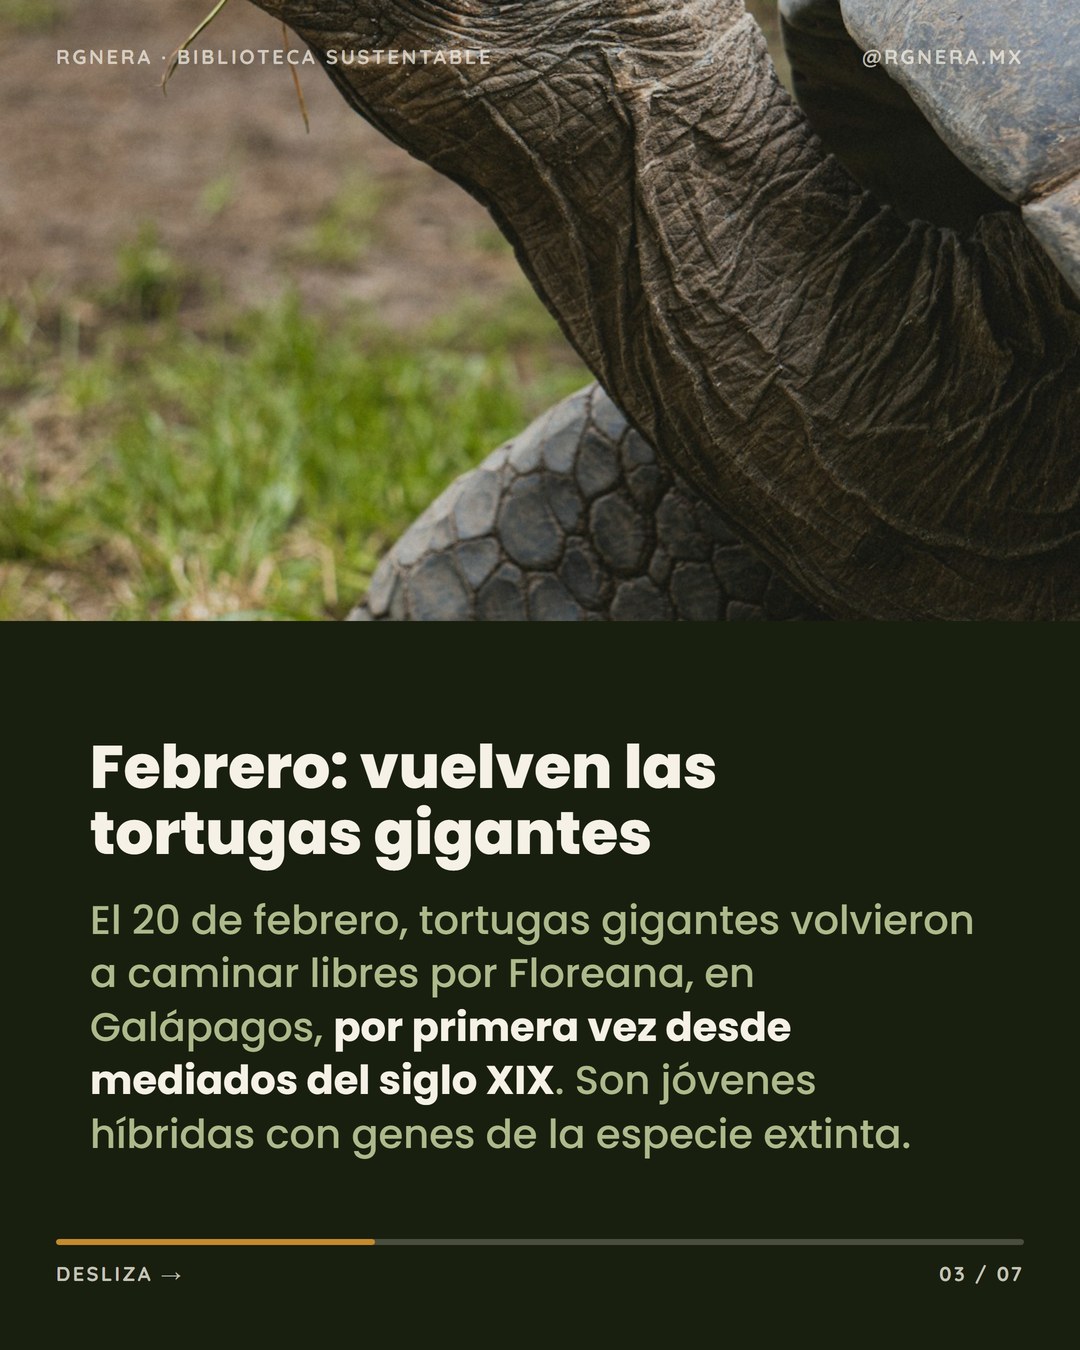 RGNERA · BIBLIOTECA SUSTENTABLE
@RGNERA.MX
Febrero: vuelven las
tortugas gigantes
El 20 de febrero, tortugas gigantes volvieron
a caminar libres por Floreana, en
Galápagos, por primera vez desde
mediados del siglo XIX. Son jóvenes
híbridas con genes de la especie extinta.
DESLIZA →
03 / 07